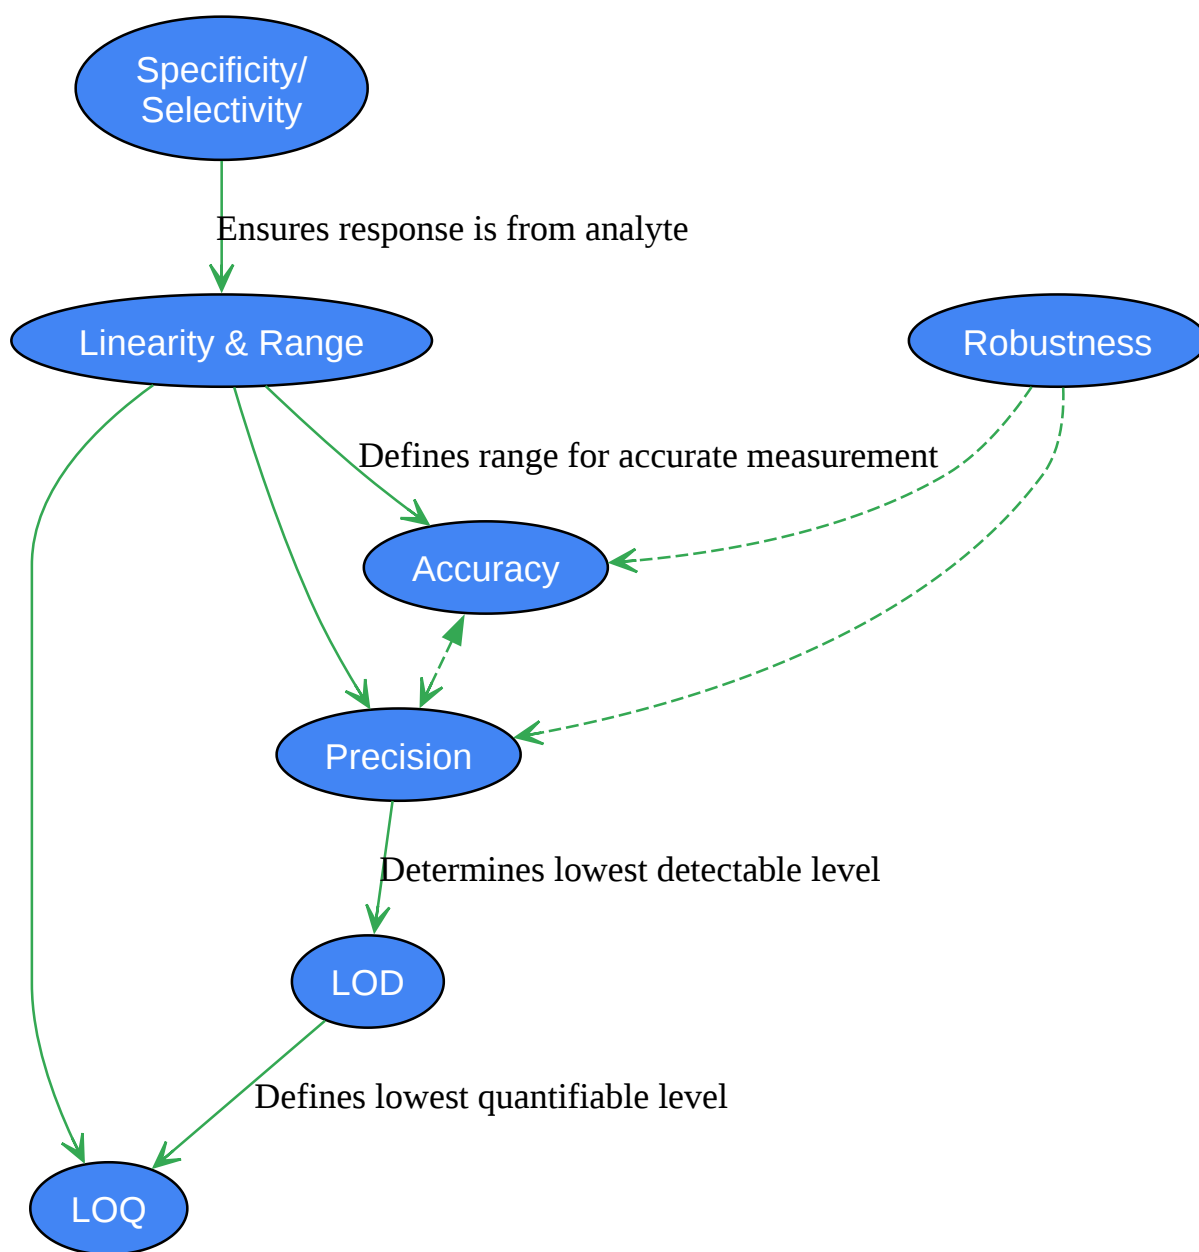 Specificity/
Selectivity
Ensures response is from analyte
Linearity & Range
Robustness
Defines range for accurate measurement
Accuracy
Precision
Determines lowest detectable level
LOD
Defines lowest quantifiable level
LOQ